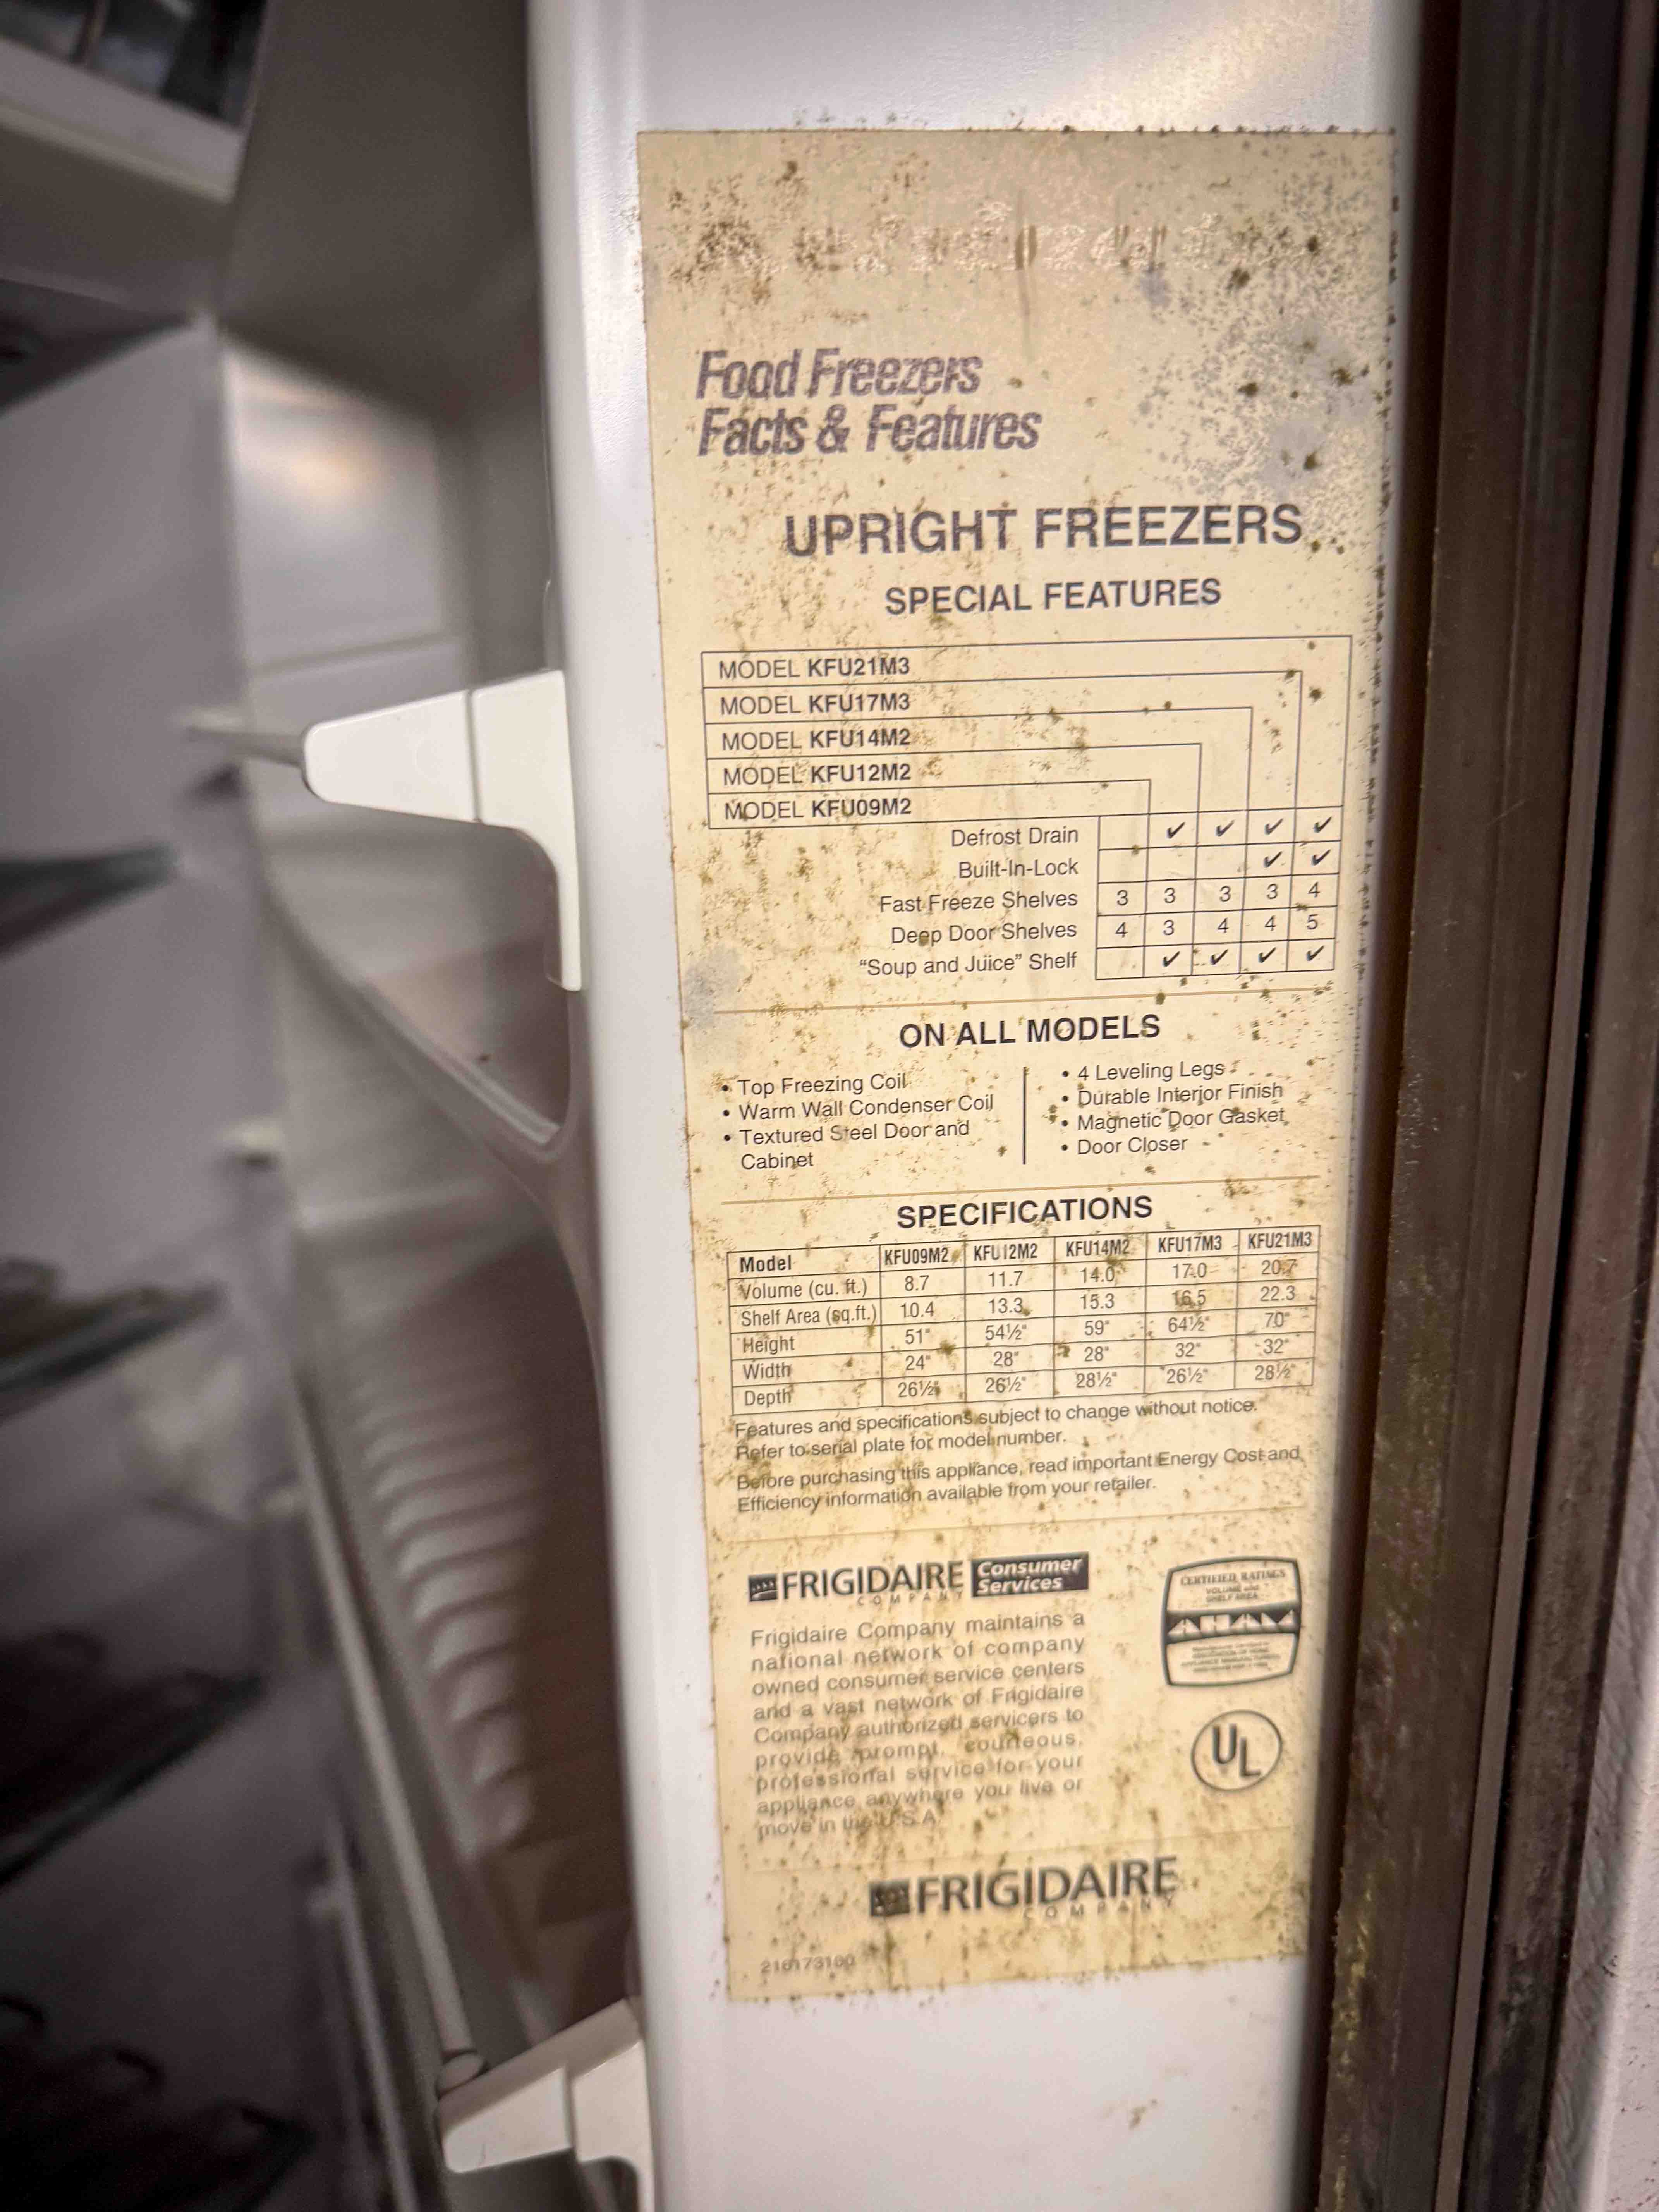 Food Freezers
Facts & Features
UPRIGHT FREEZERS
SPECIAL FEATURES
MODEL KFU21M3
MODEL KFU17M3
MODEL KFU14M2
MODEL KFU12M2
MODEL KFU09M2
Defrost Drain ✓ ✓ ✓ ✓
Built-In-Lock ✓ ✓
Fast Freeze Shelves 3 3 3 3 4
Deep Door Shelves 4 3 4 4 5
“Soup and Juice” Shelf ✓ ✓ ✓ ✓
ON ALL MODELS
• Top Freezing Coil
• Warm Wall Condenser Coil
• Textured Steel Door and
Cabinet
• 4 Leveling Legs
• Durable Interior Finish
• Magnetic Door Gasket
• Door Closer
SPECIFICATIONS
Model KFU09M2 KFU12M2 KFU14M2 KFU17M3 KFU21M3
Volume (cu. ft.) 8.7 11.7 14.0 17.0 20.7
Shelf Area (sq.ft.) 10.4 13.3 15.3 16.5 22.3
Height 51" 54½" 59" 64½" 70"
Width 24" 28" 28" 32" 32"
Depth 26½" 26½" 28½" 26½" 28½"
Features and specifications subject to change without notice.
Refer to serial plate for model number.
Before purchasing this appliance, read important Energy Cost and
Efficiency information available from your retailer.
FRIGIDAIRE Consumer
COMPANY Services
Frigidaire Company maintains a
national network of company
owned consumer service centers
and a vast network of Frigidaire
Company authorized servicers to
provide prompt, courteous,
professional service for your
appliance anywhere you live or
move in the U.S.A.
CERTIFIED RATINGS
VOLUME and
SHELF AREA
AHAM
UL
FRIGIDAIRE
COMPANY
216173100